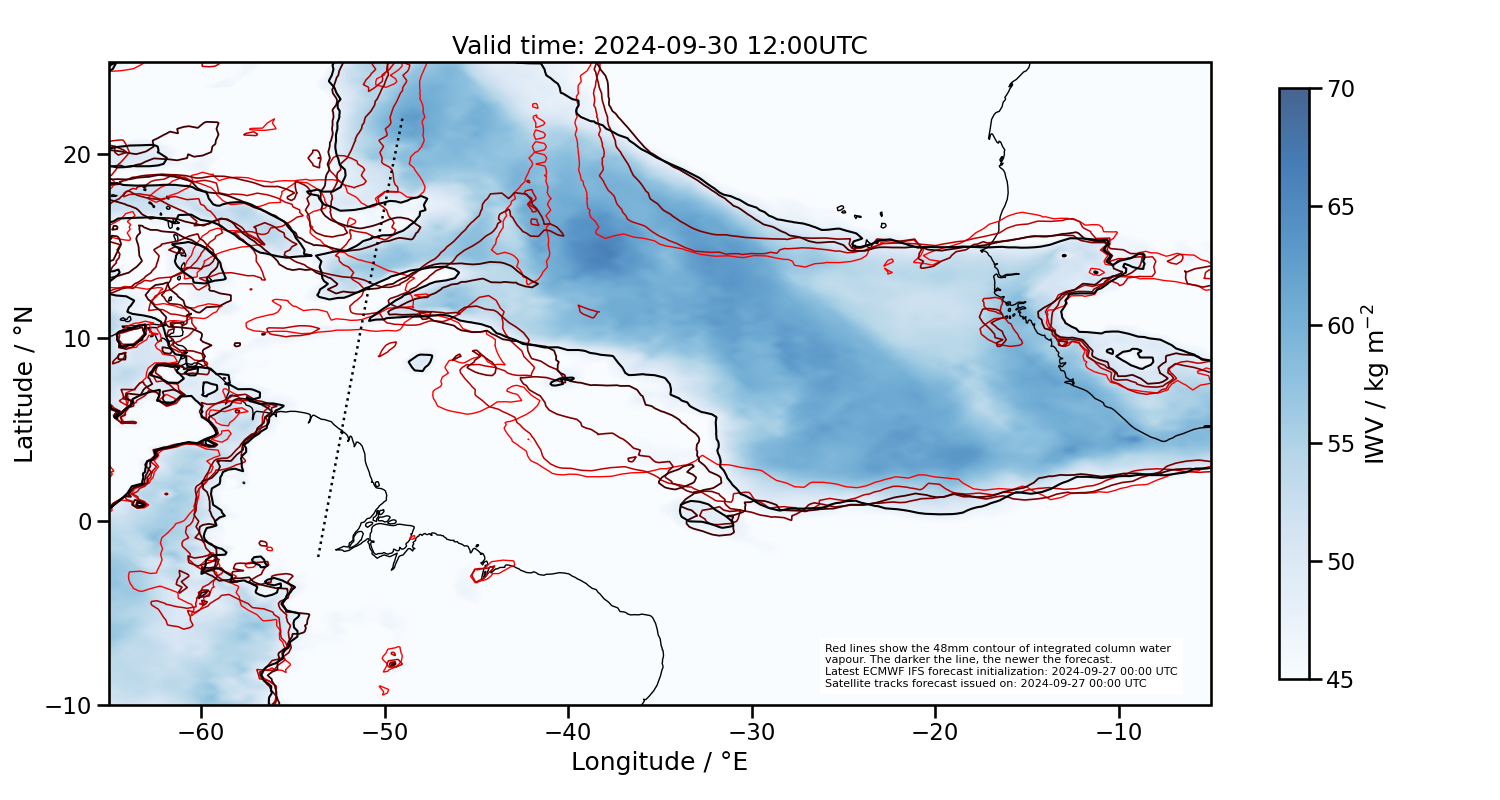 Valid time: 2024-09-30 12:00UTC
Latitude / °N
20
10
0
−10
−60
−50
−40
−30
−20
−10
Longitude / °E
Red lines show the 48mm contour of integrated column water
vapour. The darker the line, the newer the forecast.
Latest ECMWF IFS forecast initialization: 2024-09-27 00:00 UTC
Satellite tracks forecast issued on: 2024-09-27 00:00 UTC
70
65
60
55
50
45
IWV / kg m⁻²